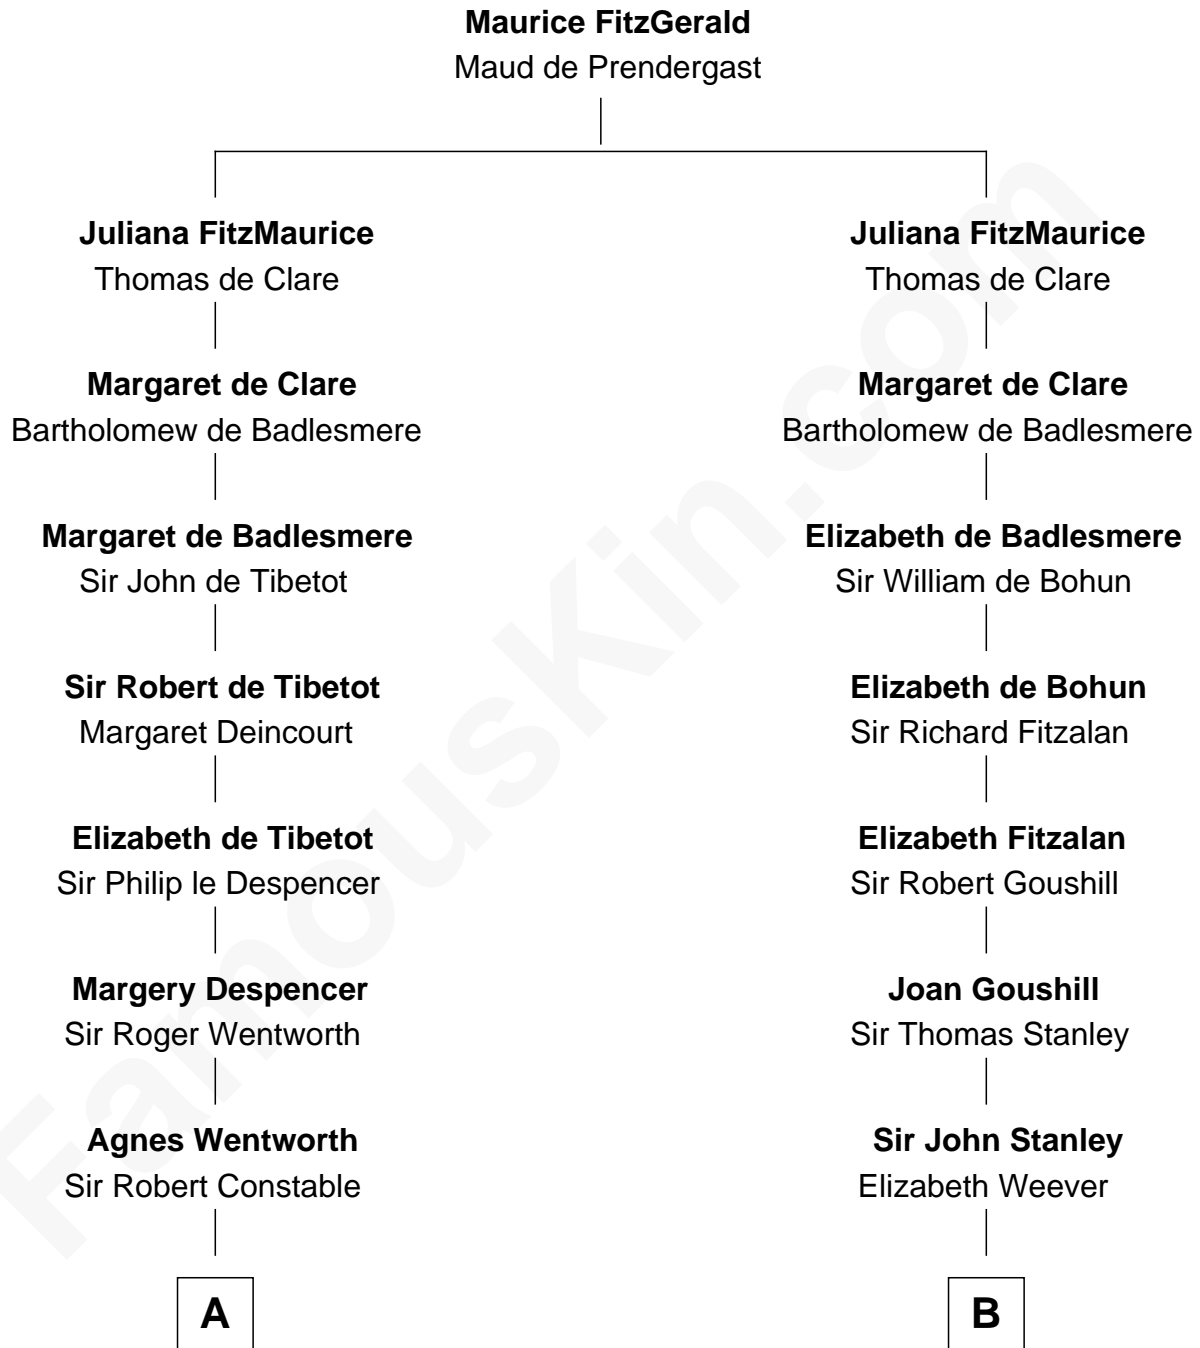 Maurice FitzGerald
Maud de Prendergast
Juliana FitzMaurice
Thomas de Clare
Margaret de Clare
Bartholomew de Badlesmere
Margaret de Badlesmere
Sir John de Tibetot
Sir Robert de Tibetot
Margaret Deincourt
Elizabeth de Tibetot
Sir Philip le Despencer
Margery Despencer
Sir Roger Wentworth
Agnes Wentworth
Sir Robert Constable
A
Juliana FitzMaurice
Thomas de Clare
Margaret de Clare
Bartholomew de Badlesmere
Elizabeth de Badlesmere
Sir William de Bohun
Elizabeth de Bohun
Sir Richard Fitzalan
Elizabeth Fitzalan
Sir Robert Goushill
Joan Goushill
Sir Thomas Stanley
Sir John Stanley
Elizabeth Weever
B
FamousKin.com